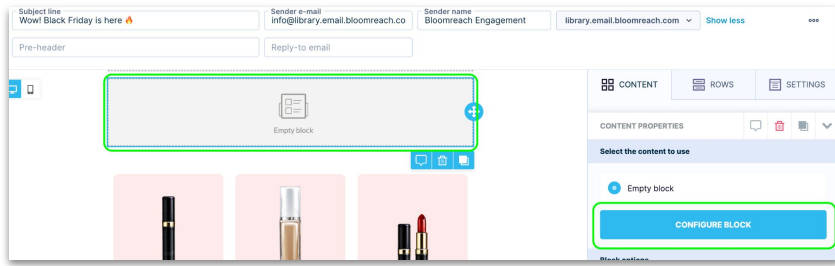 Subject line
Wow! Black Friday is here 🔥
Sender e-mail
info@library.email.bloomreach.co
Sender name
Bloomreach Engagement
library.email.bloomreach.com
Show less
Pre-header
Reply-to email
CONTENT
ROWS
SETTINGS
Empty block
CONTENT PROPERTIES
Select the content to use
Empty block
CONFIGURE BLOCK
Block options